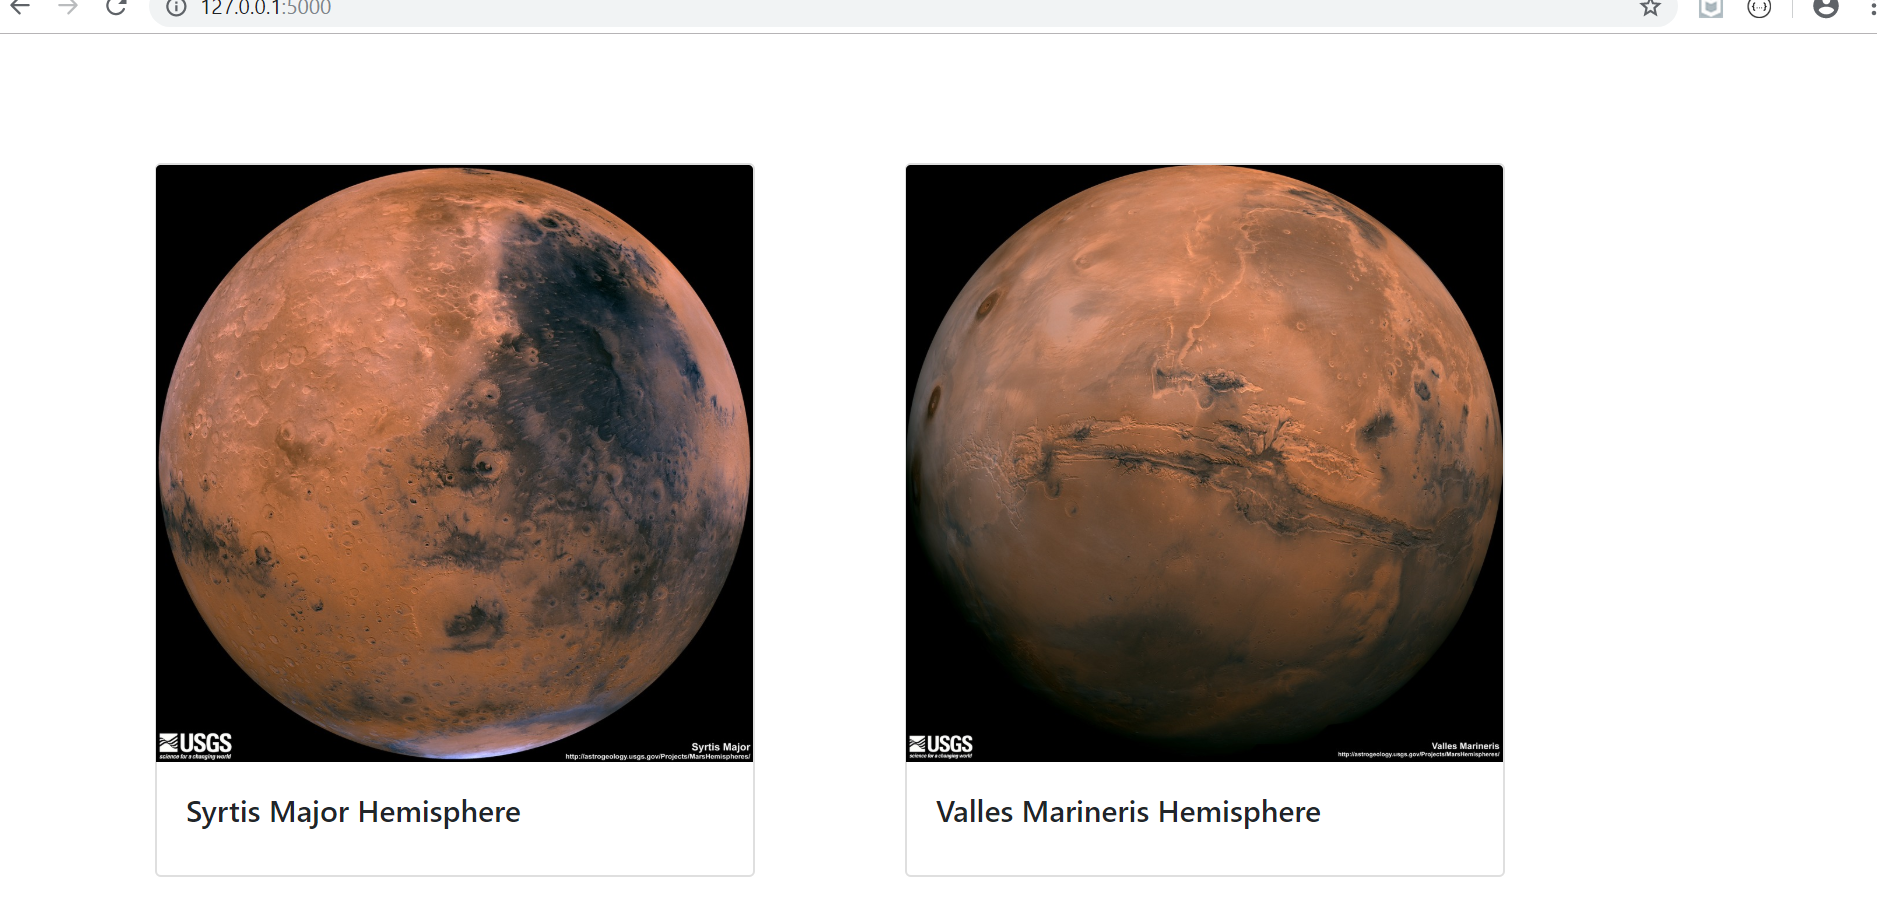 127.0.0.1:5000
USGS
science for a changing world
Syrtis Major
http://astrogeology.usgs.gov/Projects/MarsHemispheres/
USGS
science for a changing world
Valles Marineris
http://astrogeology.usgs.gov/Projects/MarsHemispheres/
Syrtis Major Hemisphere
Valles Marineris Hemisphere